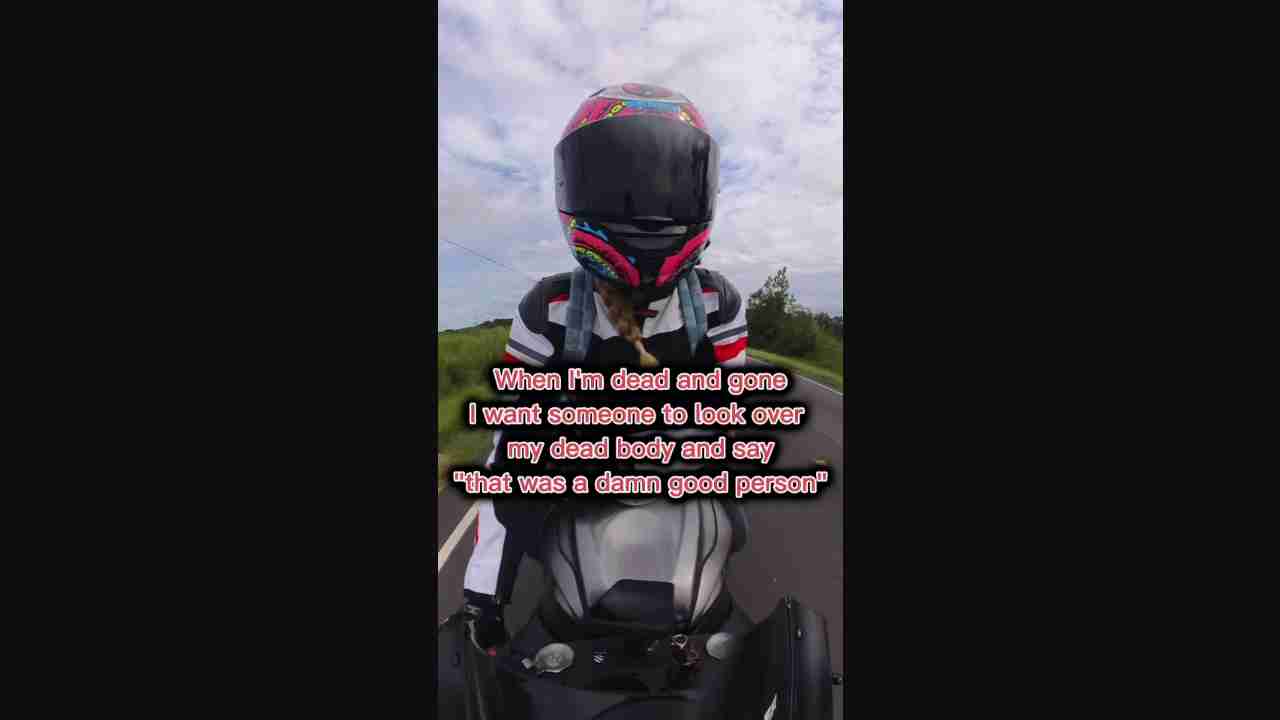 When I'm dead and gone
I want someone to look over
my dead body and say
"that was a damn good person"